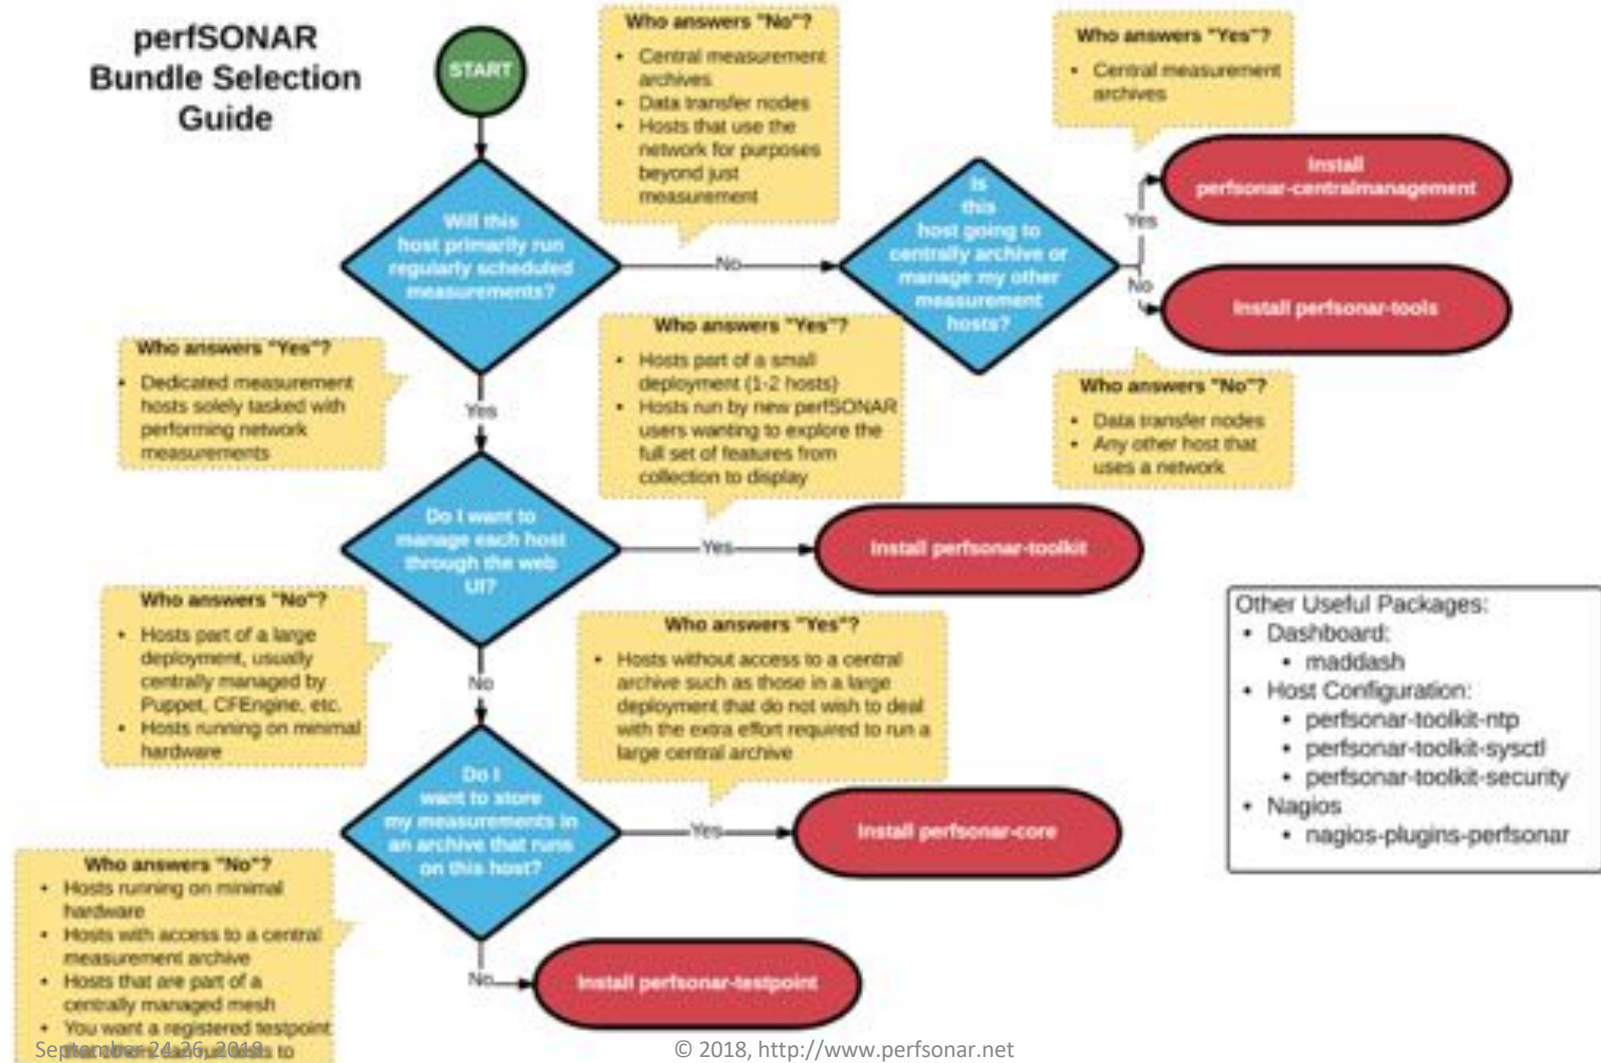 perfSONAR
Bundle Selection
Guide
START
Who answers "No"?
• Central measurement
archives
• Data transfer nodes
• Hosts that use the
network for purposes
beyond just
measurement
Who answers "Yes"?
• Central measurement
archives
Will this
host primarily run
regularly scheduled
measurements?
No
Is
this
host going to
centrally archive or
manage my other
measurement
hosts?
Yes
Install
perfsonar-centralmanagement
No
Install perfsonar-tools
Who answers "Yes"?
• Dedicated measurement
hosts solely tasked with
performing network
measurements
Yes
Who answers "Yes"?
• Hosts part of a small
deployment (1-2 hosts)
• Hosts run by new perfSONAR
users wanting to explore the
full set of features from
collection to display
Who answers "No"?
• Data transfer nodes
• Any other host that
uses a network
Do I want to
manage each host
through the web
UI?
Yes
Install perfsonar-toolkit
Who answers "No"?
• Hosts part of a large
deployment, usually
centrally managed by
Puppet, CFEngine, etc.
• Hosts running on minimal
hardware
No
Who answers "Yes"?
• Hosts without access to a central
archive such as those in a large
deployment that do not wish to deal
with the extra effort required to run a
large central archive
Other Useful Packages:
• Dashboard:
• maddash
• Host Configuration:
• perfsonar-toolkit-ntp
• perfsonar-toolkit-sysctl
• perfsonar-toolkit-security
• Nagios
• nagios-plugins-perfsonar
Do I
want to store
my measurements in
an archive that runs
on this host?
Yes
Install perfsonar-core
Who answers "No"?
• Hosts running on minimal
hardware
• Hosts with access to a central
measurement archive
• Hosts that are part of a
centrally managed mesh
• You want a registered testpoint
to
No
Install perfsonar-testpoint
September 24-26, 2018
© 2018, http://www.perfsonar.net